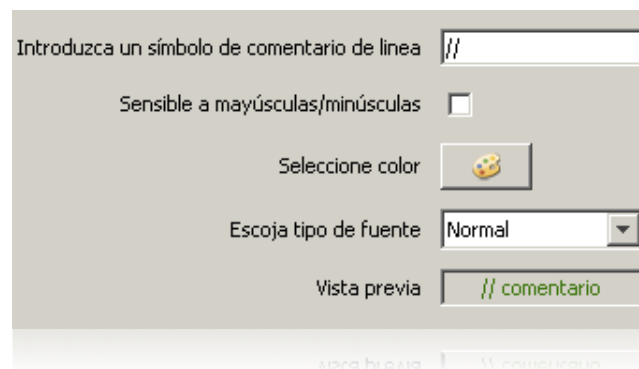 Introduzca un símbolo de comentario de linea //
Sensible a mayúsculas/minúsculas
Seleccione color
Escoja tipo de fuente Normal
Vista previa // comentario